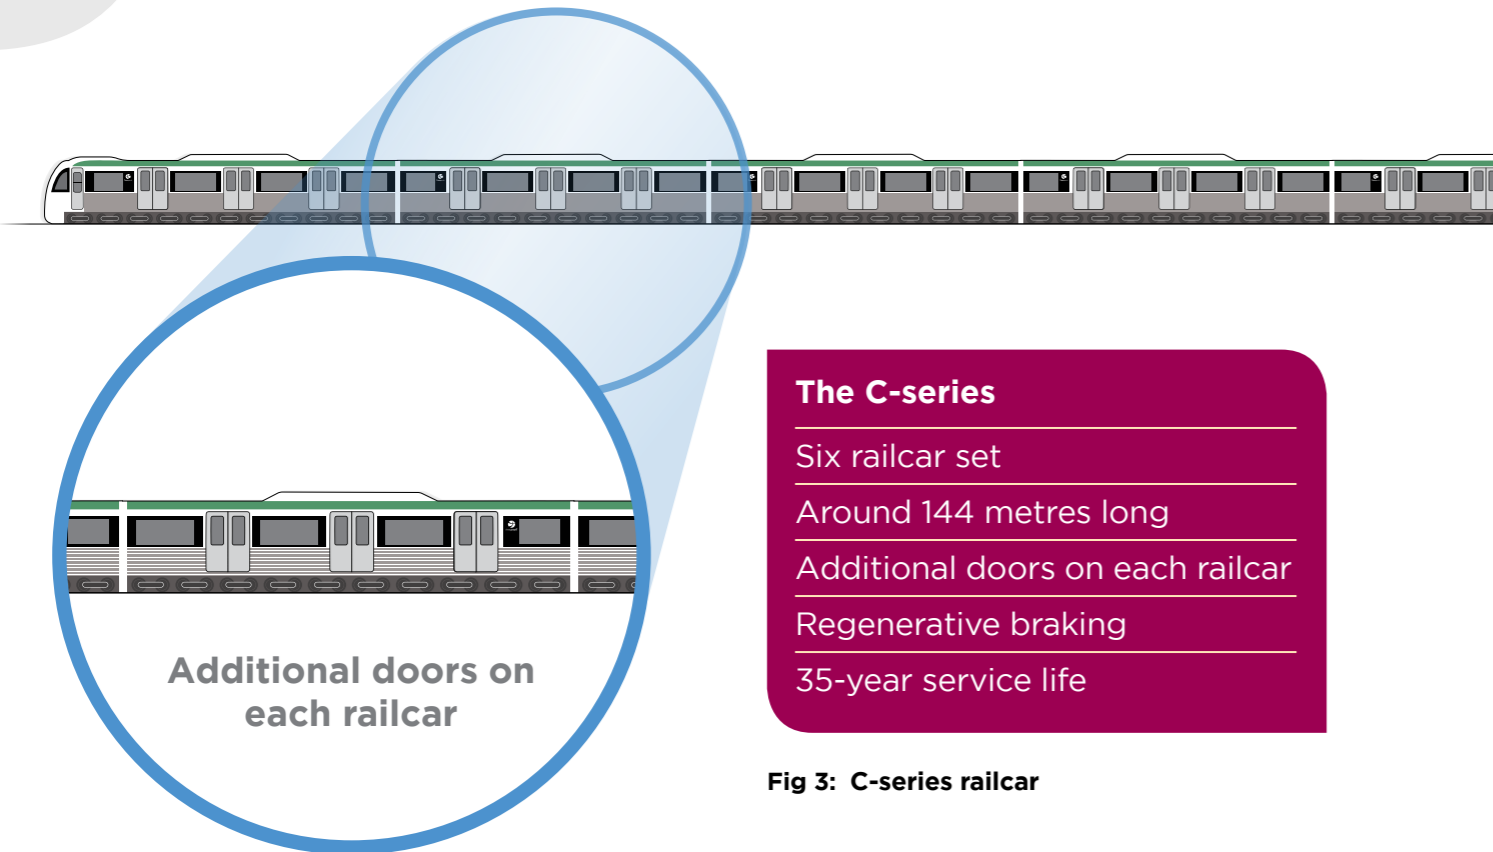 Additional doors on
each railcar
The C-series
Six railcar set
Around 144 metres long
Additional doors on each railcar
Regenerative braking
35-year service life
Fig 3: C-series railcar